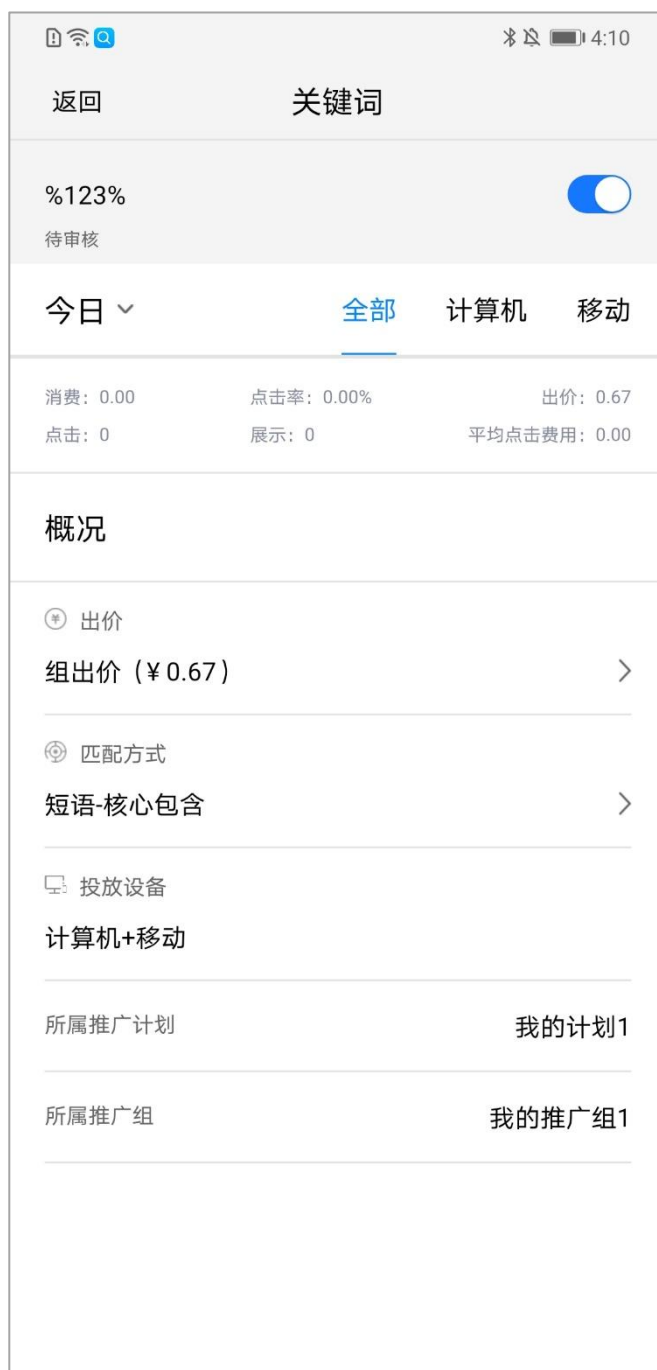 4:10
返回 关键词
%123%
待审核
今日 全部 计算机 移动
消费：0.00 点击率：0.00% 出价：0.67
点击：0 展示：0 平均点击费用：0.00
概况
出价
组出价（¥0.67）
匹配方式
短语-核心包含
投放设备
计算机+移动
所属推广计划 我的计划1
所属推广组 我的推广组1